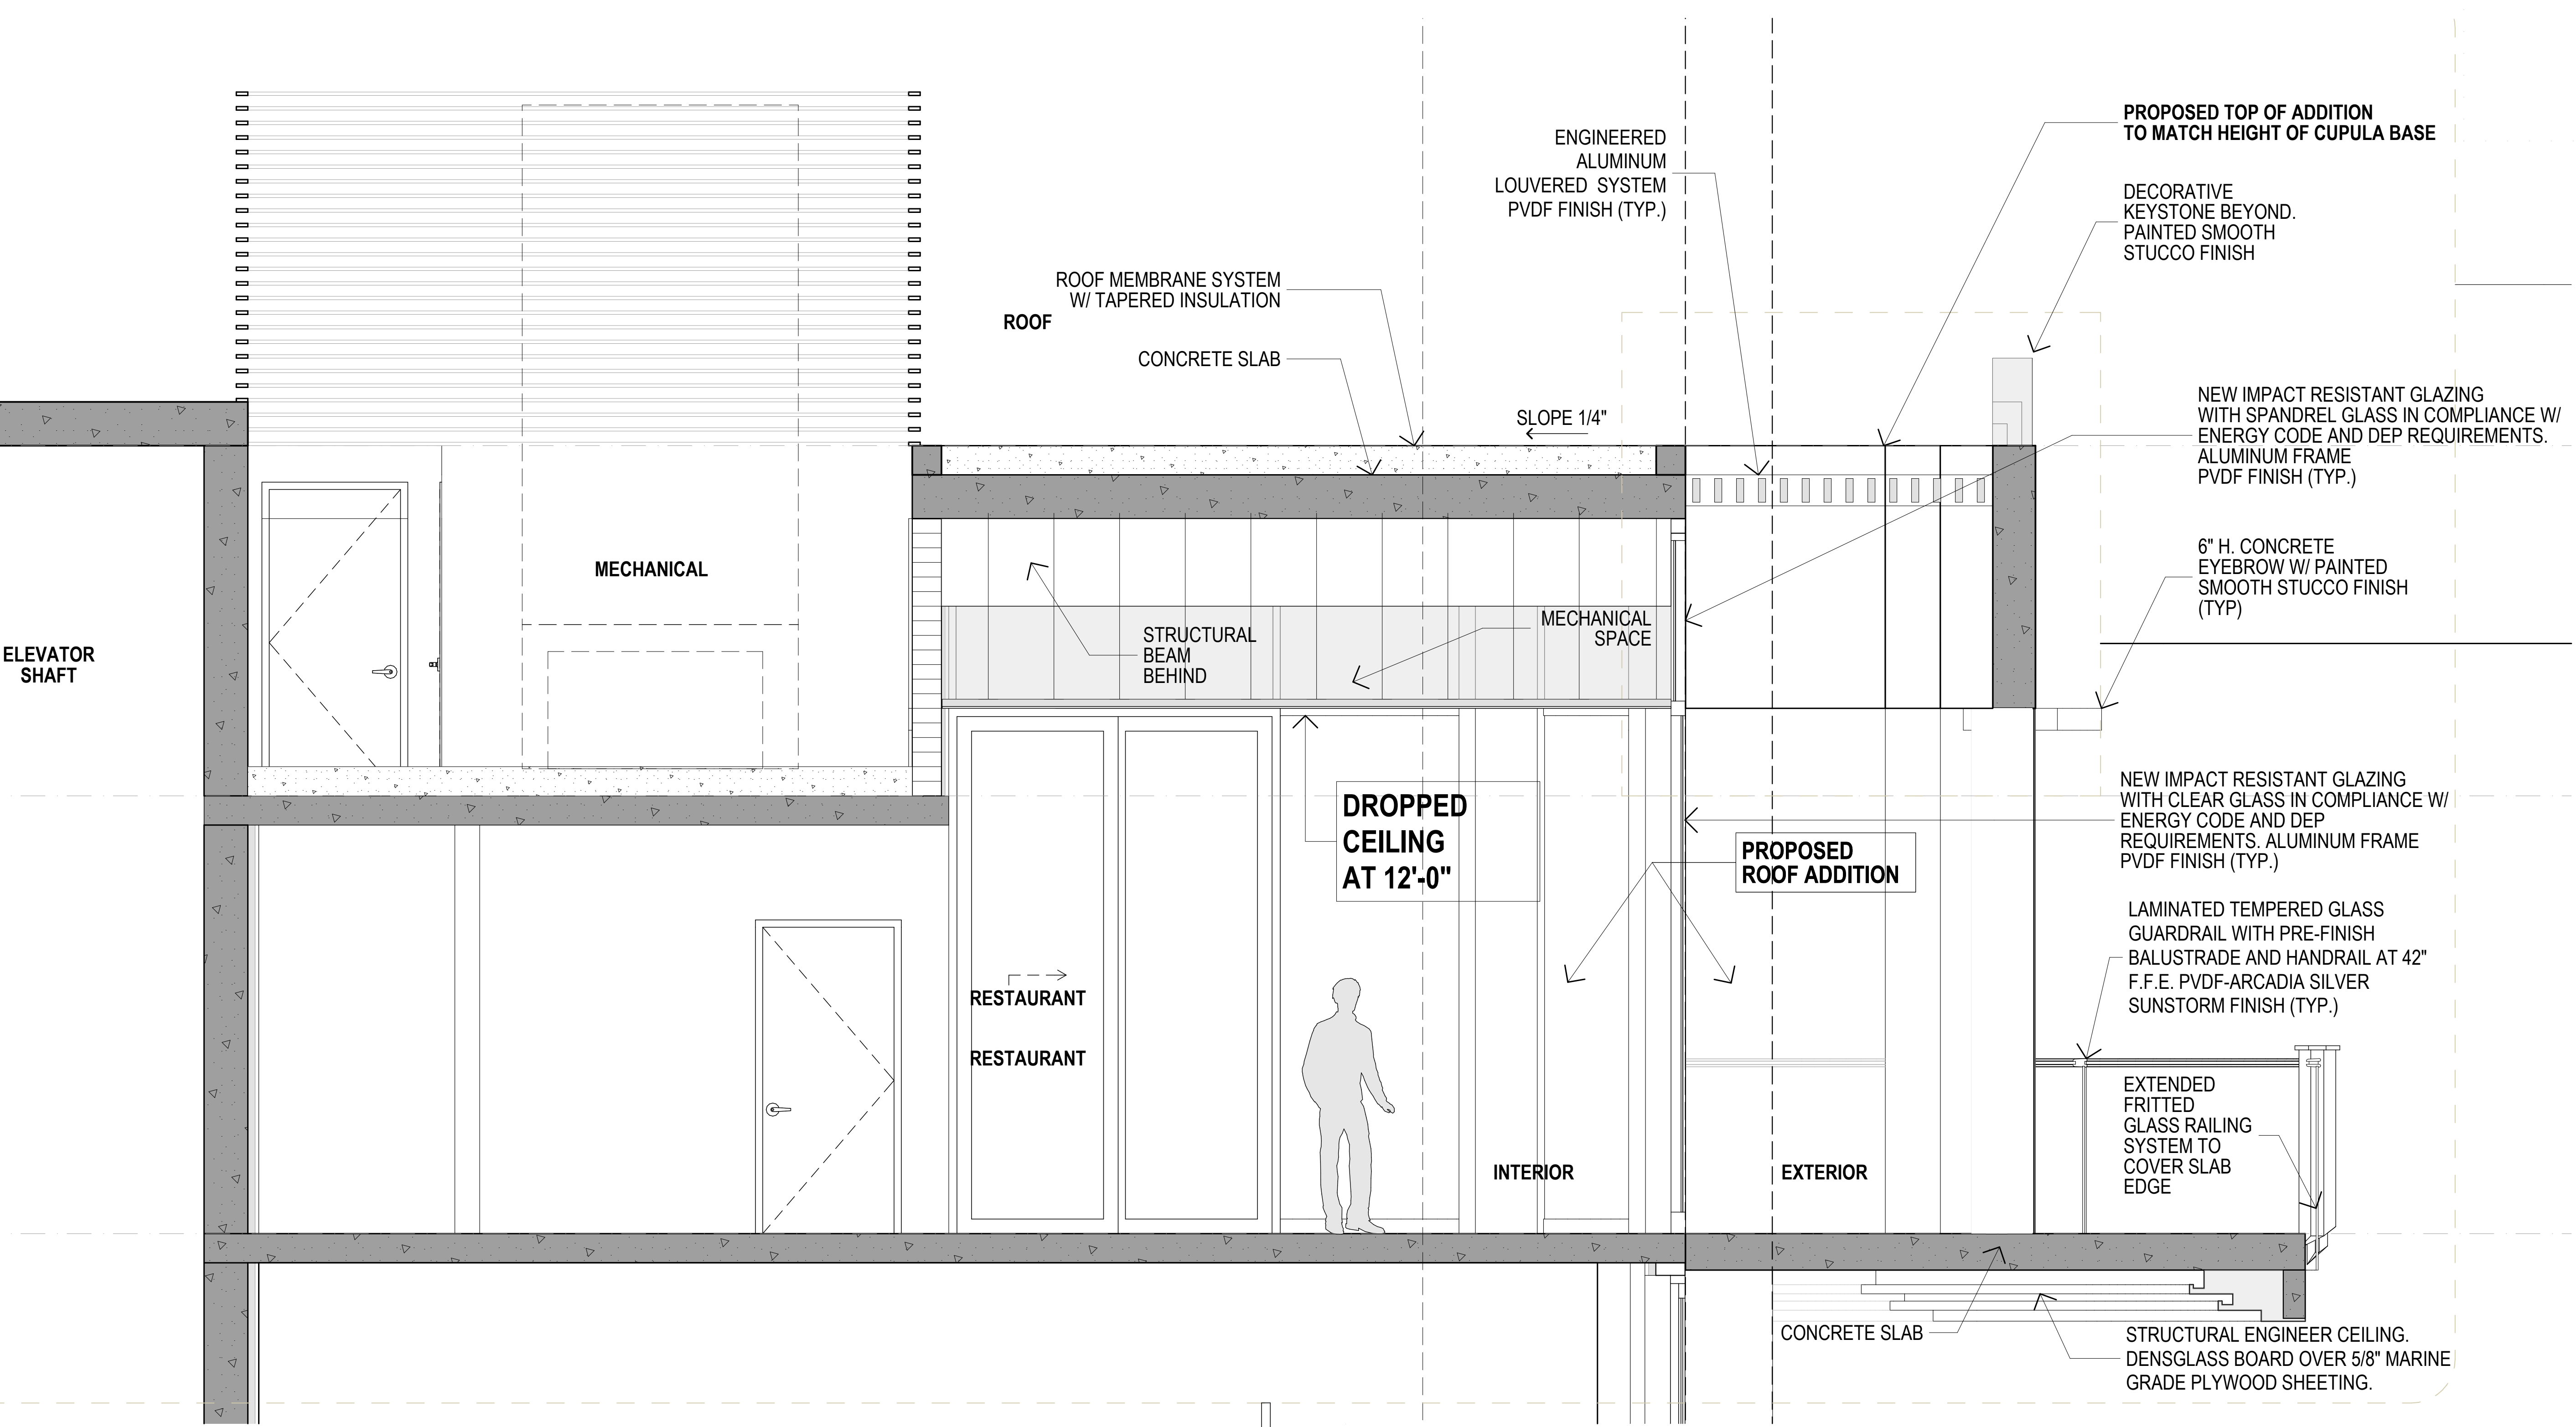 PROPOSED TOP OF ADDITION
TO MATCH HEIGHT OF CUPULA BASE
ENGINEERED
ALUMINUM
LOUVERED SYSTEM
PVDF FINISH (TYP.)
DECORATIVE
KEYSTONE BEYOND.
PAINTED SMOOTH
STUCCO FINISH
ROOF MEMBRANE SYSTEM
W/ TAPERED INSULATION
ROOF
CONCRETE SLAB
SLOPE 1/4"
NEW IMPACT RESISTANT GLAZING
WITH SPANDREL GLASS IN COMPLIANCE W/
ENERGY CODE AND DEP REQUIREMENTS.
ALUMINUM FRAME
PVDF FINISH (TYP.)
6" H. CONCRETE
EYEBROW W/ PAINTED
SMOOTH STUCCO FINISH
(TYP)
MECHANICAL
ELEVATOR
SHAFT
STRUCTURAL
BEAM
BEHIND
MECHANICAL
SPACE
DROPPED
CEILING
AT 12'-0"
PROPOSED
ROOF ADDITION
NEW IMPACT RESISTANT GLAZING
WITH CLEAR GLASS IN COMPLIANCE W/
ENERGY CODE AND DEP
REQUIREMENTS. ALUMINUM FRAME
PVDF FINISH (TYP.)
LAMINATED TEMPERED GLASS
GUARDRAIL WITH PRE-FINISH
BALUSTRADE AND HANDRAIL AT 42"
F.F.E. PVDF-ARCADIA SILVER
SUNSTORM FINISH (TYP.)
RESTAURANT
RESTAURANT
INTERIOR
EXTERIOR
EXTENDED
FRITTED
GLASS RAILING
SYSTEM TO
COVER SLAB
EDGE
CONCRETE SLAB
STRUCTURAL ENGINEER CEILING.
DENSGLASS BOARD OVER 5/8" MARINE
GRADE PLYWOOD SHEETING.